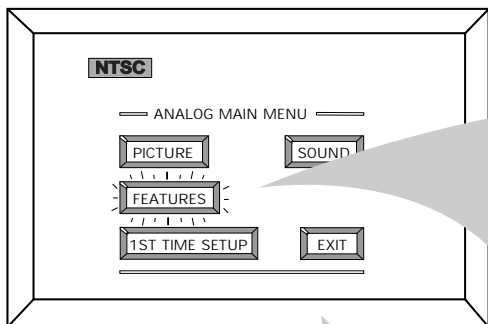 NTSC
ANALOG MAIN MENU
PICTURE SOUND
FEATURES
1ST TIME SETUP EXIT